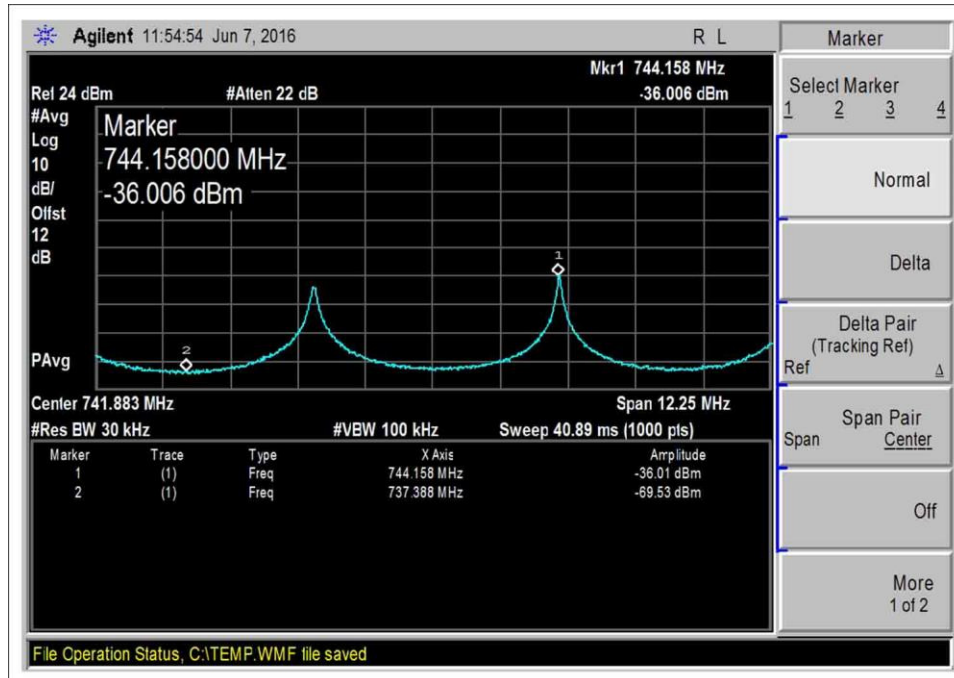 Agilent 11:54:54 Jun 7, 2016 R L
Mkr1 744.158 MHz
Ref 24 dBm #Atten 22 dB -36.006 dBm
#Avg
Log
10
dB/
Offst
12
dB
PAvg
Marker
744.158000 MHz
-36.006 dBm
1
2
Center 741.883 MHz Span 12.25 MHz
#Res BW 30 kHz #VBW 100 kHz Sweep 40.89 ms (1000 pts)
Marker Trace Type X Axis Amplitude
1 (1) Freq 744.158 MHz -36.01 dBm
2 (1) Freq 737.388 MHz -69.53 dBm
File Operation Status, C:\TEMP.WMF file saved
Marker
Select Marker
1 2 3 4
Normal
Delta
Delta Pair
(Tracking Ref)
Ref Δ
Span Pair
Span Center
Off
More
1 of 2